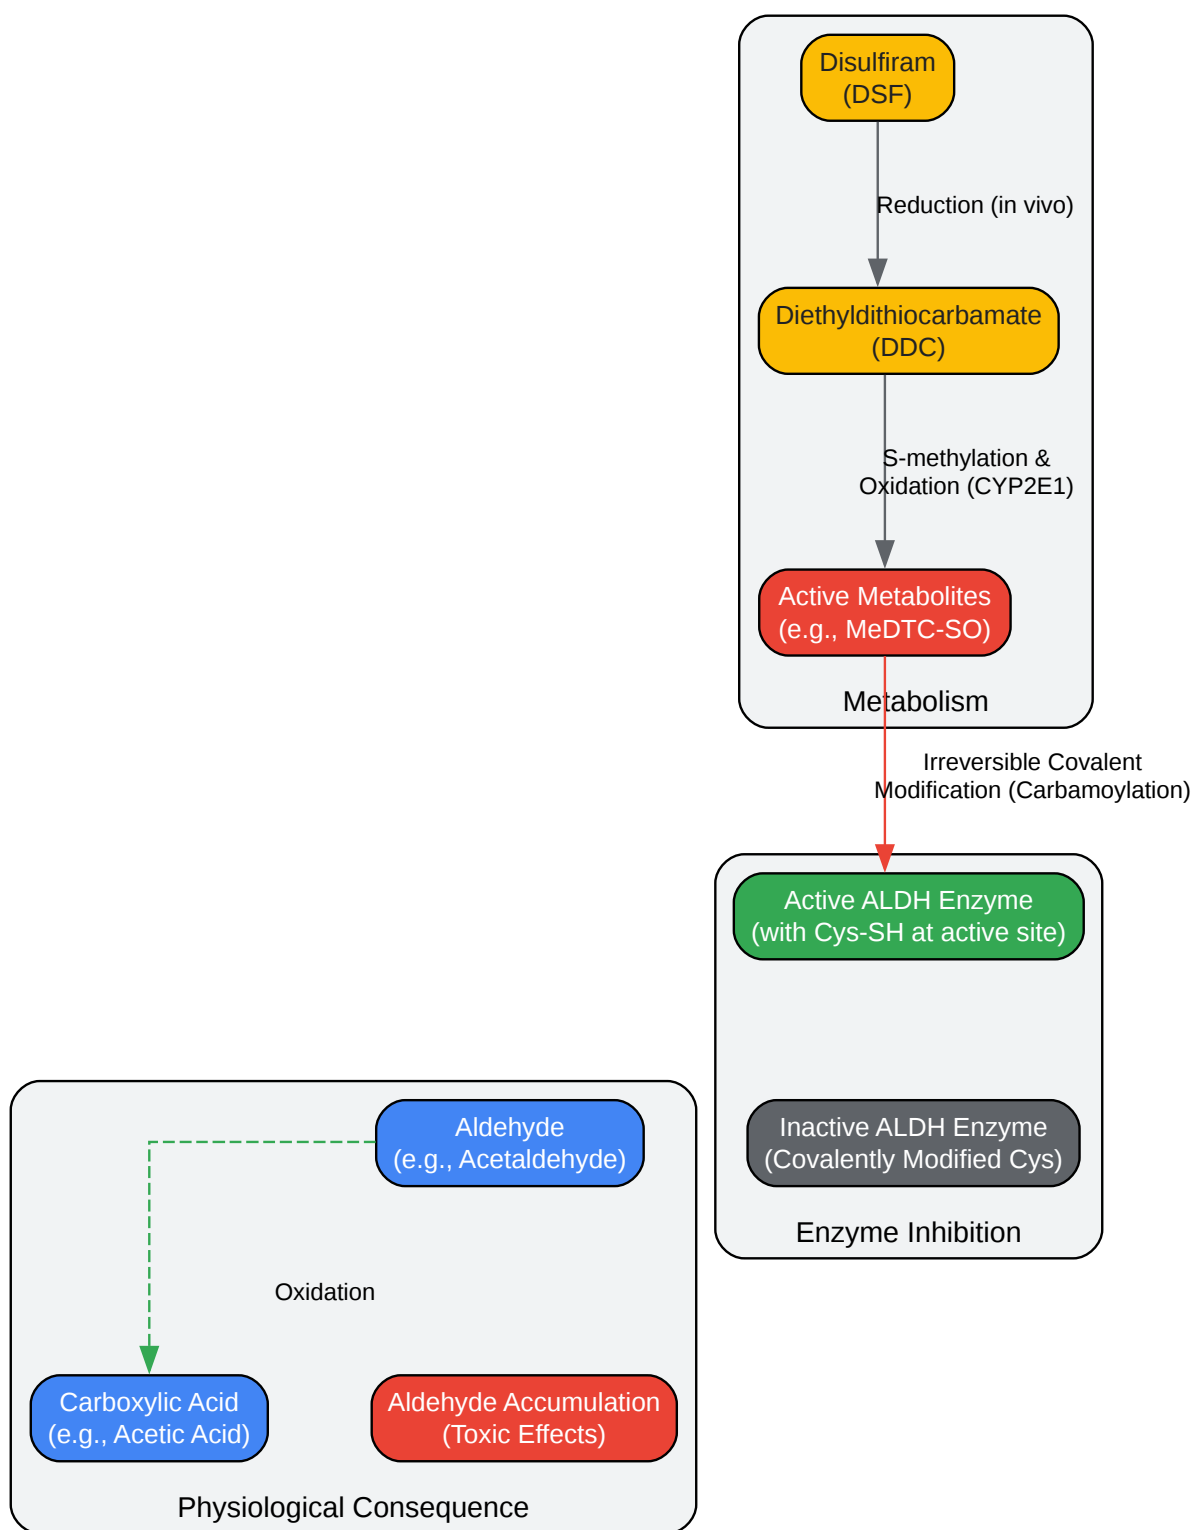 Disulfiram
(DSF)
Reduction (in vivo)
Diethyldithiocarbamate
(DDC)
S-methylation &
Oxidation (CYP2E1)
Active Metabolites
(e.g., MeDTC-SO)
Metabolism
Irreversible Covalent
Modification (Carbamoylation)
Active ALDH Enzyme
(with Cys-SH at active site)
Aldehyde
(e.g., Acetaldehyde)
Inactive ALDH Enzyme
(Covalently Modified Cys)
Enzyme Inhibition
Oxidation
Carboxylic Acid
(e.g., Acetic Acid)
Aldehyde Accumulation
(Toxic Effects)
Physiological Consequence